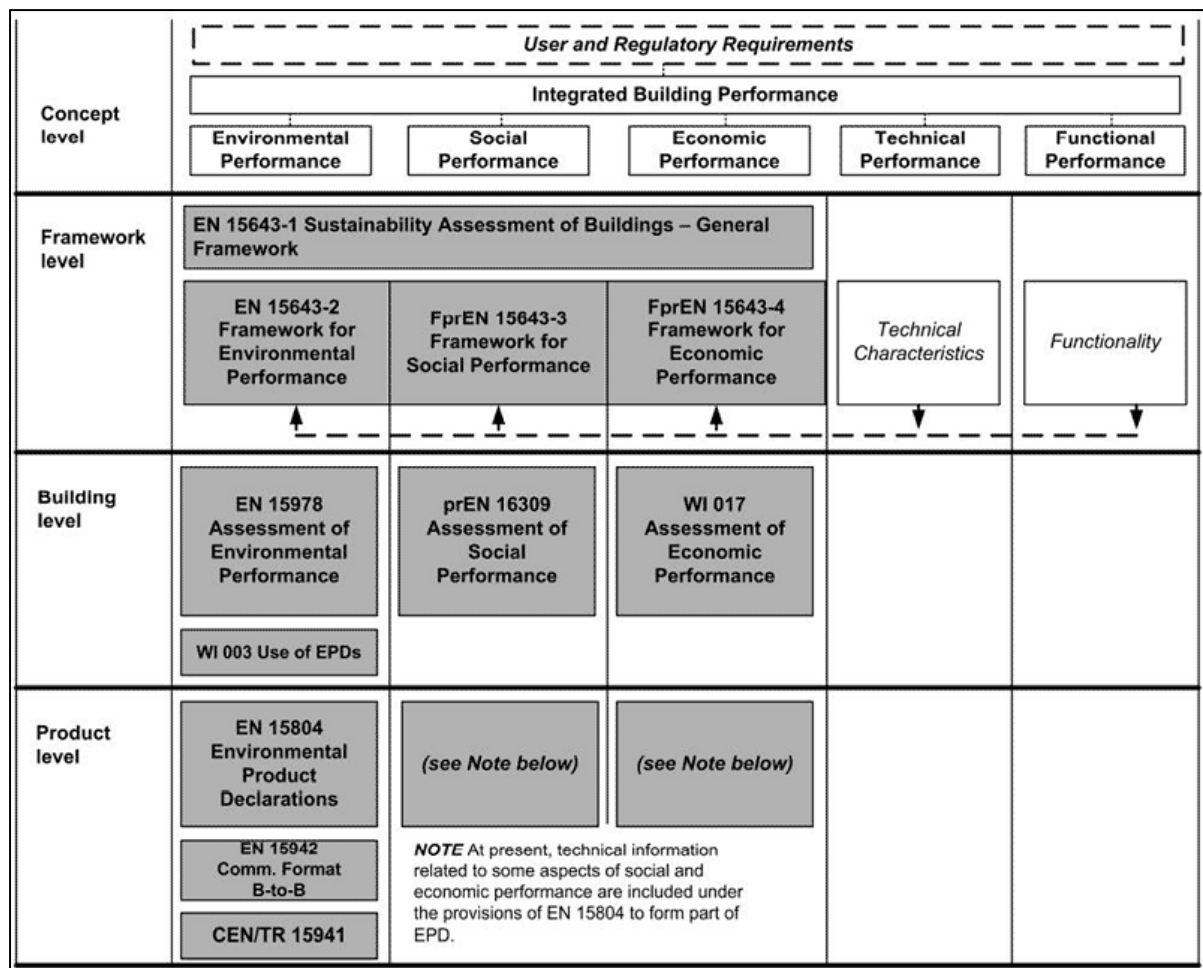 User and Regulatory Requirements
Integrated Building Performance
Concept
level
Environmental
Performance
Social
Performance
Economic
Performance
Technical
Performance
Functional
Performance
Framework
level
EN 15643-1 Sustainability Assessment of Buildings – General
Framework
EN 15643-2
Framework for
Environmental
Performance
FprEN 15643-3
Framework for
Social Performance
FprEN 15643-4
Framework for
Economic
Performance
Technical
Characteristics
Functionality
Building
level
EN 15978
Assessment of
Environmental
Performance
prEN 16309
Assessment of
Social
Performance
WI 017
Assessment of
Economic
Performance
WI 003 Use of EPDs
Product
level
EN 15804
Environmental
Product
Declarations
(see Note below)
(see Note below)
EN 15942
Comm. Format
B-to-B
CEN/TR 15941
NOTE At present, technical information
related to some aspects of social and
economic performance are included under
the provisions of EN 15804 to form part of
EPD.